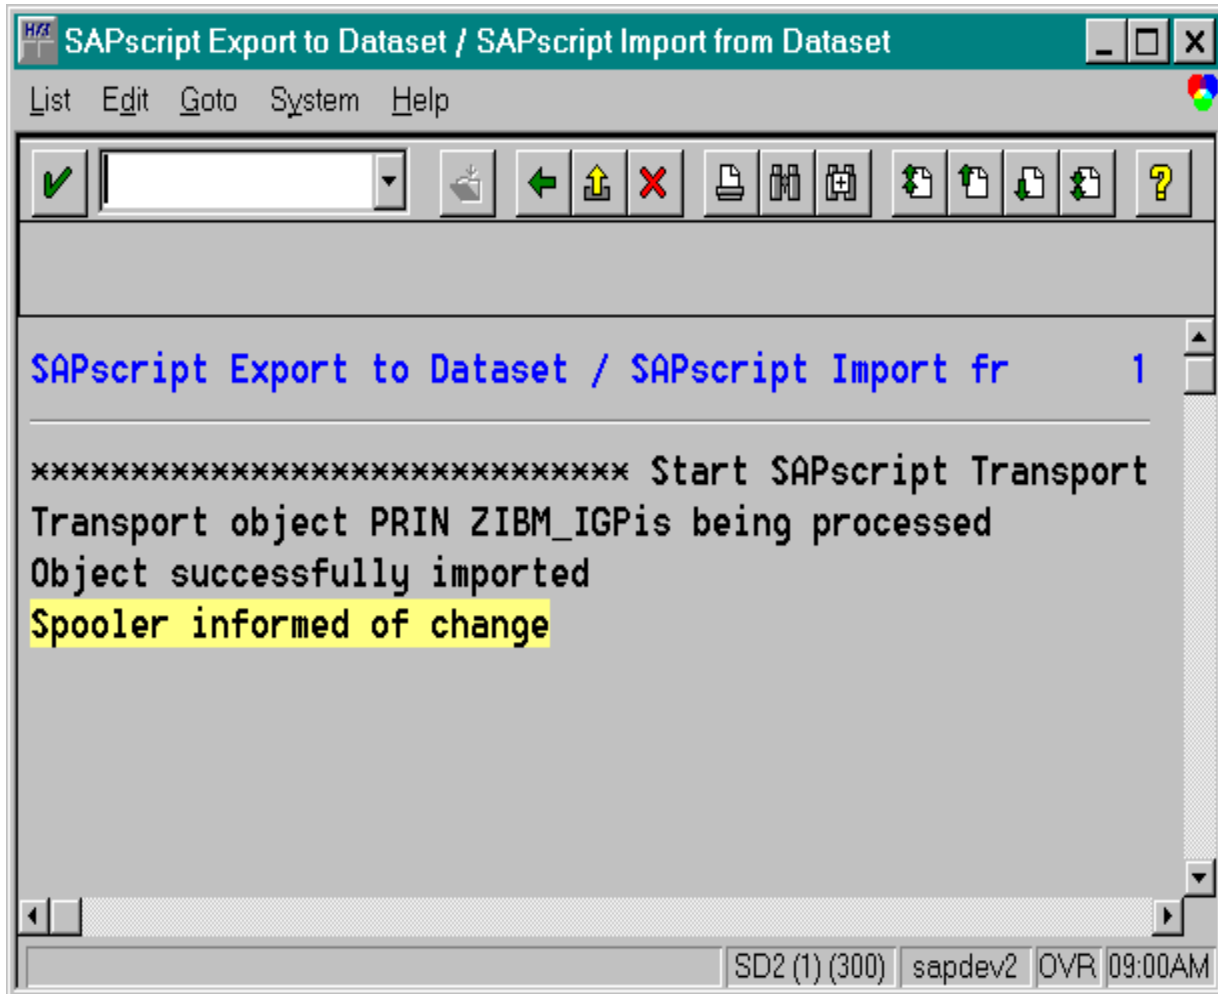 SAPscript Export to Dataset / SAPscript Import from Dataset
List Edit Goto System Help
SAPscript Export to Dataset / SAPscript Import fr 1
****************************** Start SAPscript Transport
Transport object PRIN ZIBM_IGPis being processed
Object successfully imported
Spooler informed of change
SD2 (1) (300) sapdev2 OVR 09:00AM